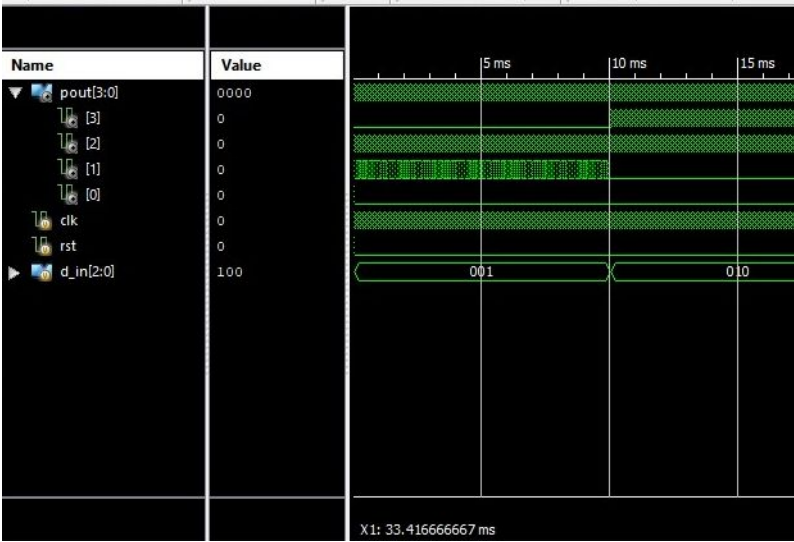 Name Value
5 ms 10 ms 15 ms
pout[3:0] 0000
[3] 0
[2] 0
[1] 0
[0] 0
clk 0
rst 0
d_in[2:0] 100 001 010
X1: 33.416666667 ms